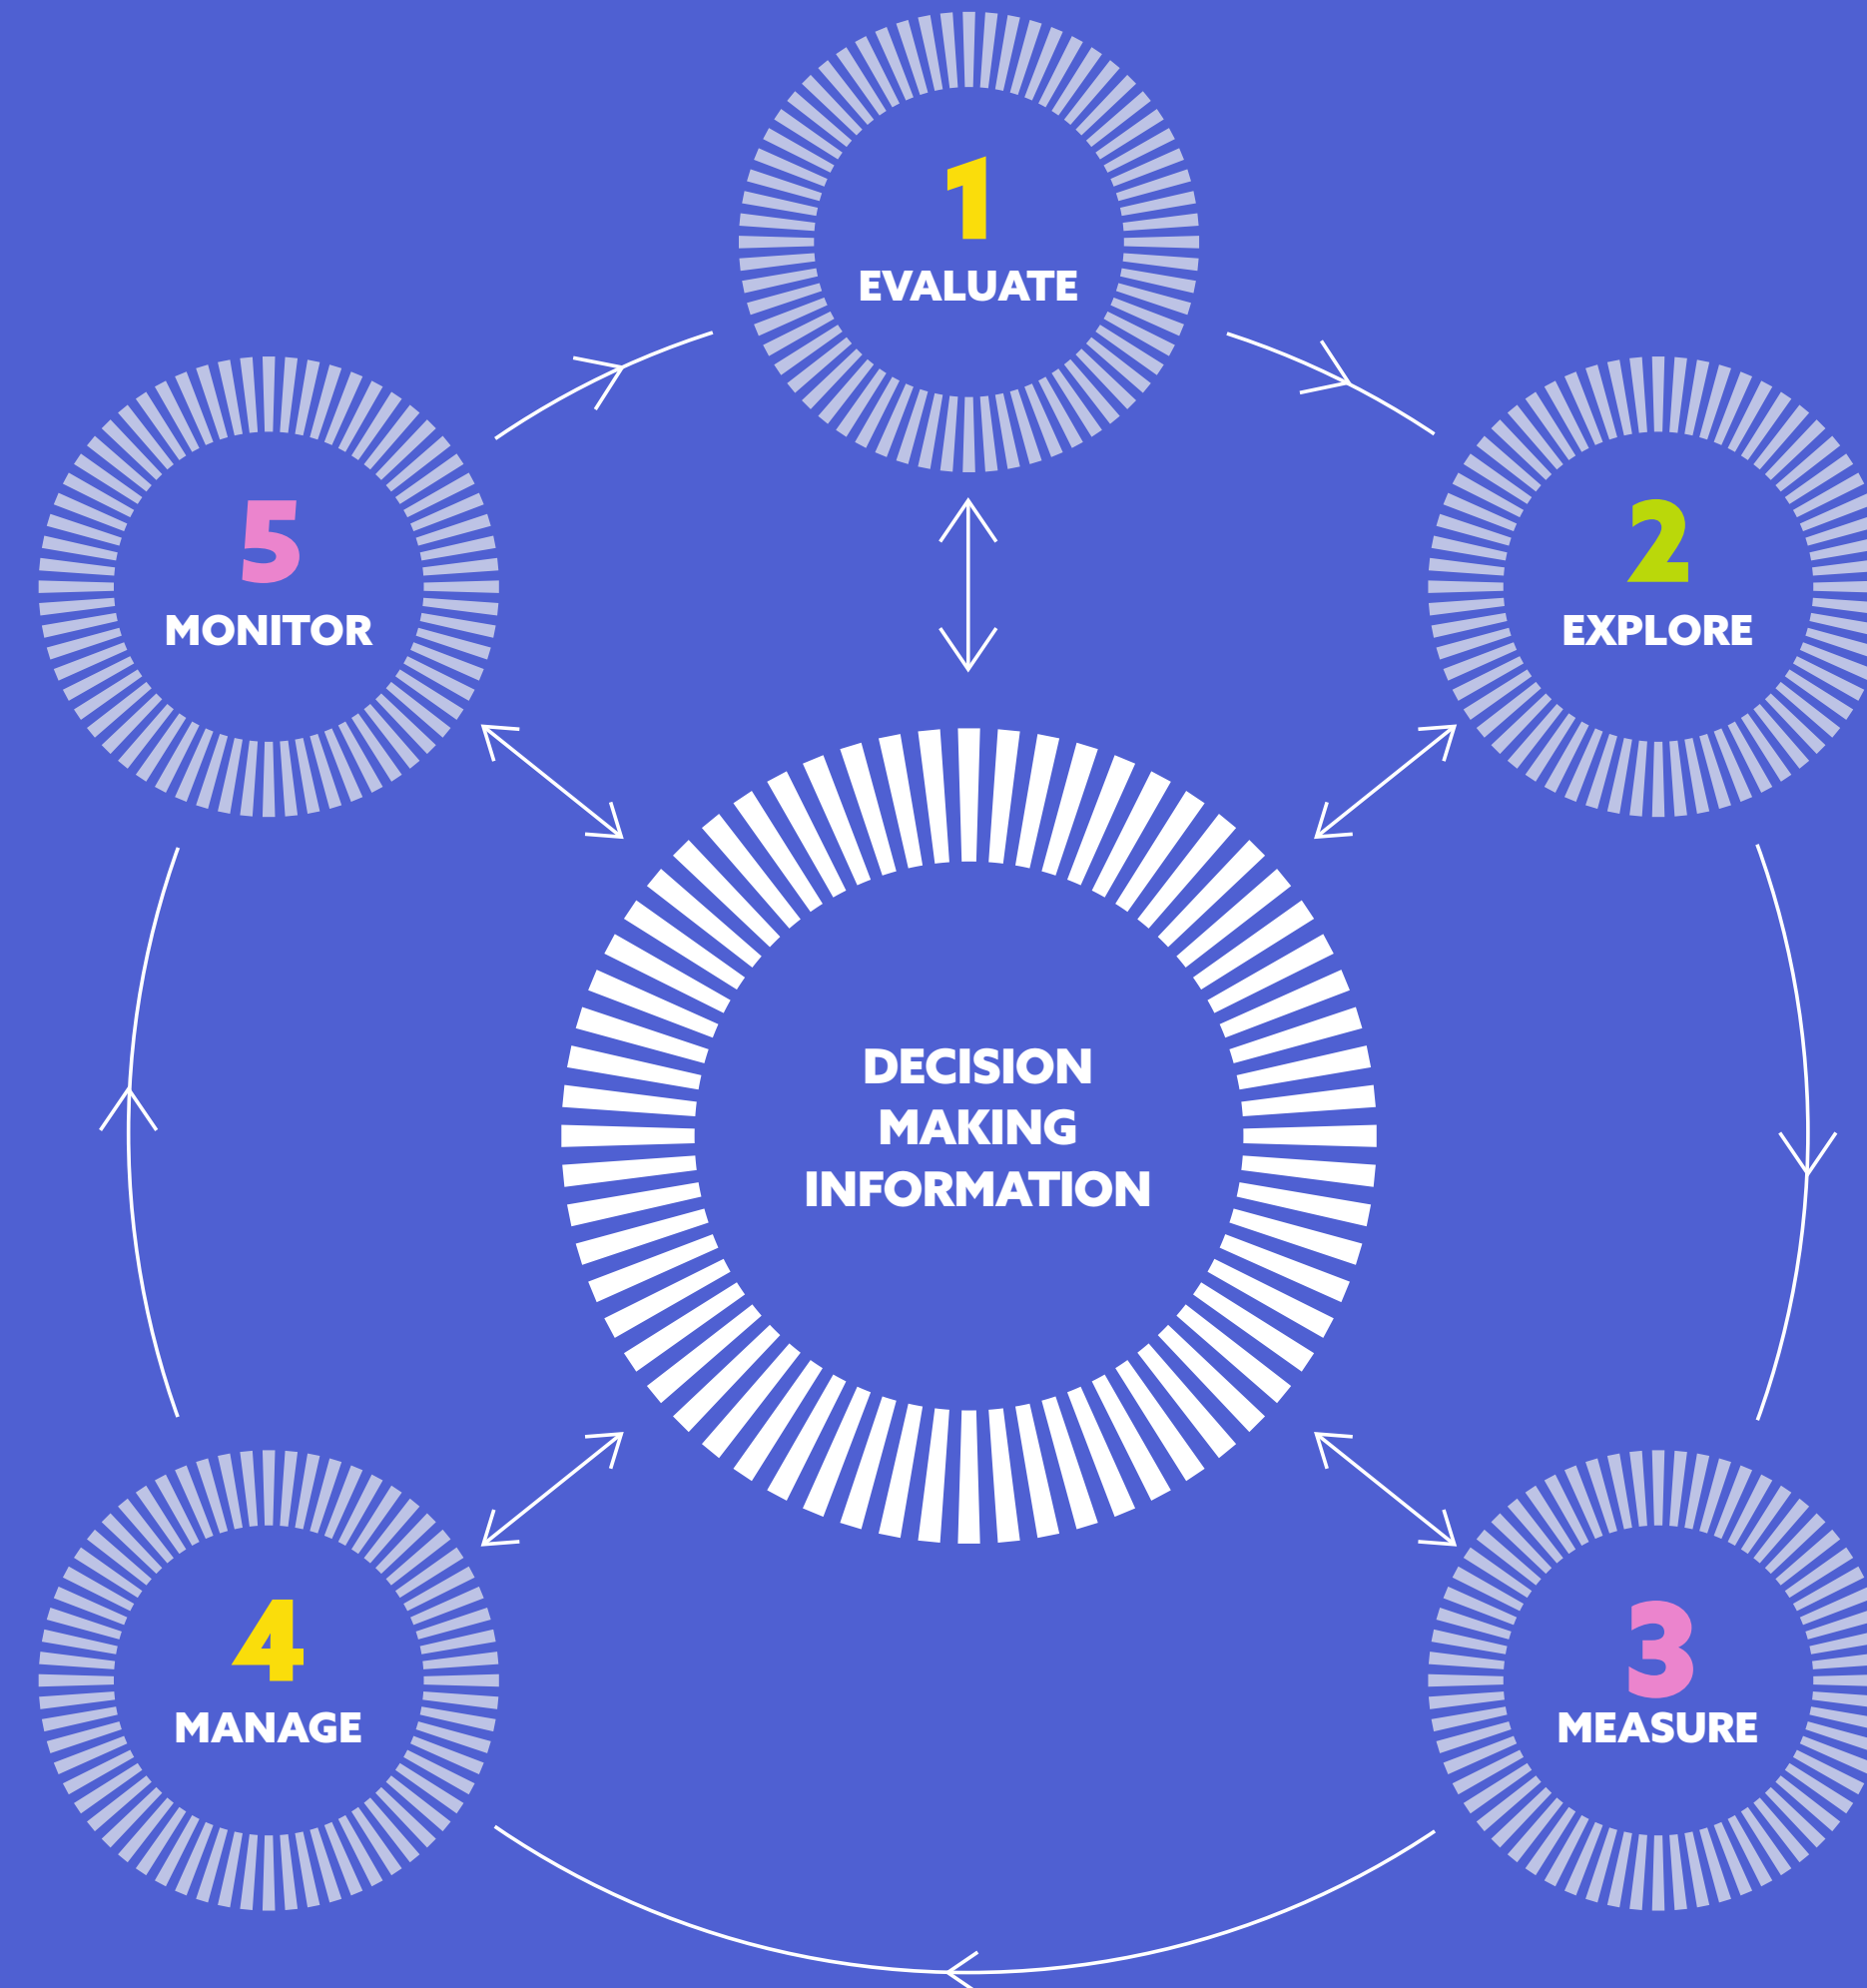 1
EVALUATE
2
EXPLORE
3
MEASURE
4
MANAGE
5
MONITOR
DECISION
MAKING
INFORMATION